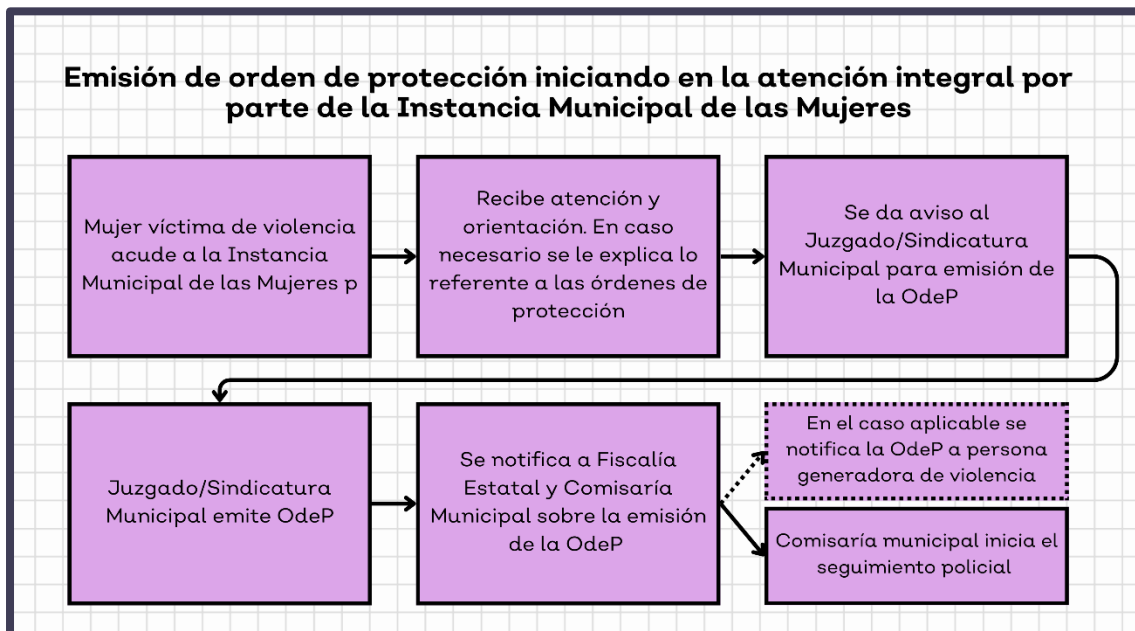 Emisión de orden de protección iniciando en la atención integral por
parte de la Instancia Municipal de las Mujeres
Mujer víctima de violencia
acude a la Instancia
Municipal de las Mujeres p
Recibe atención y
orientación. En caso
necesario se le explica lo
referente a las órdenes de
protección
Se da aviso al
Juzgado/Sindicatura
Municipal para emisión de
la OdeP
Juzgado/Sindicatura
Municipal emite OdeP
Se notifica a Fiscalía
Estatal y Comisaría
Municipal sobre la emisión
de la OdeP
En el caso aplicable se
notifica la OdeP a persona
generadora de violencia
Comisaría municipal inicia el
seguimiento policial